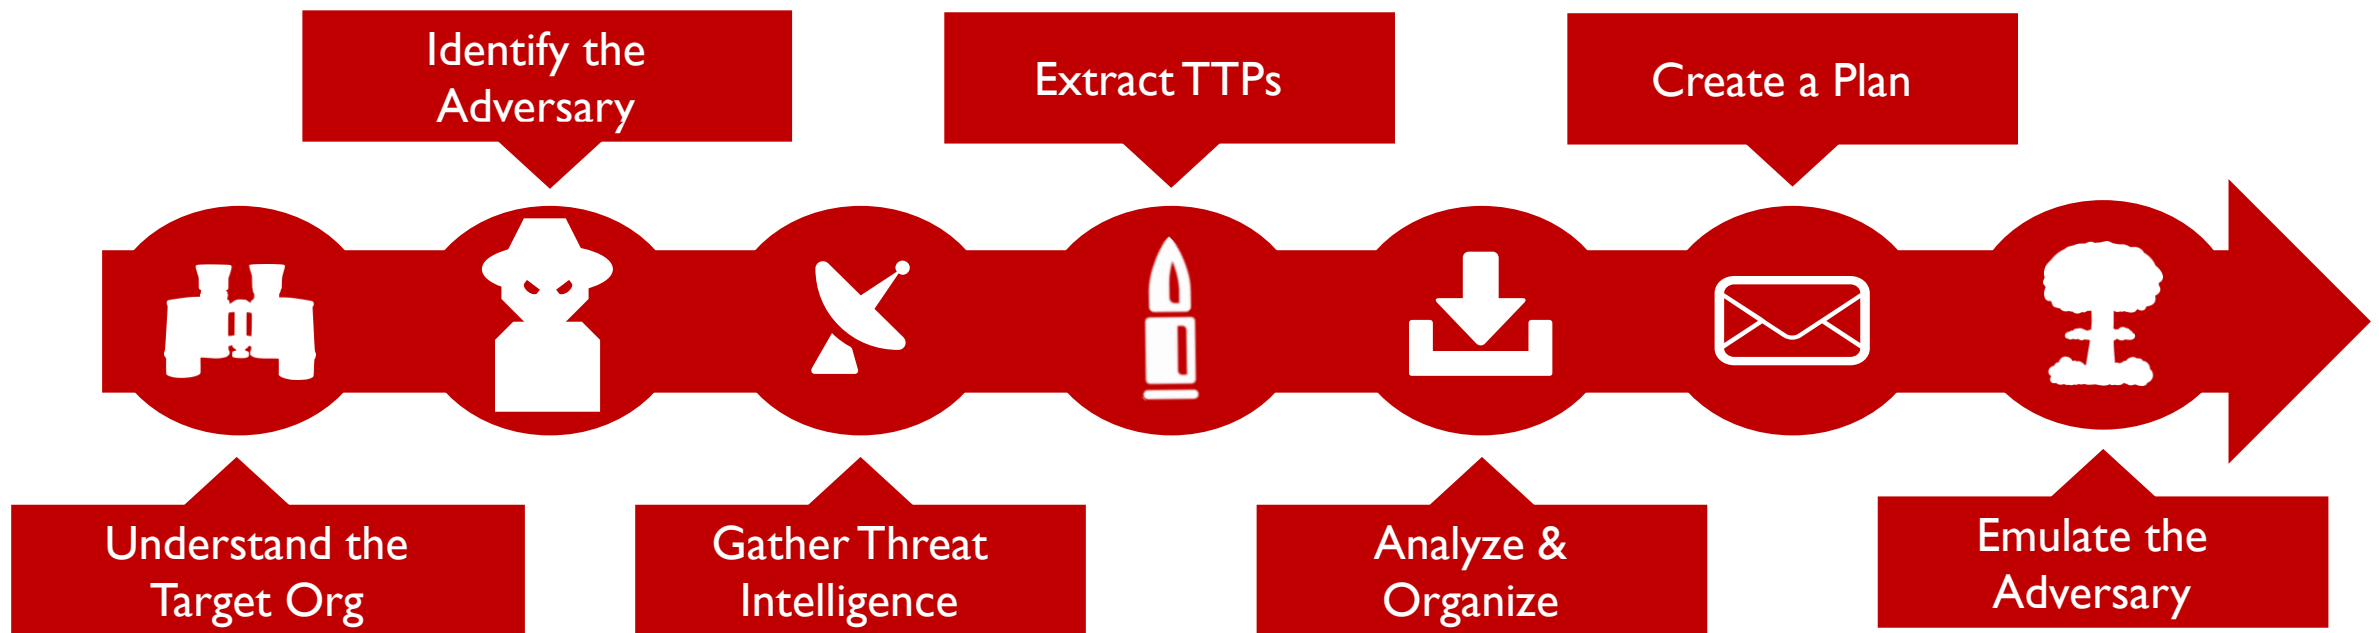 Identify the
Adversary
Extract TTPs
Create a Plan
Understand the
Target Org
Gather Threat
Intelligence
Analyze &
Organize
Emulate the
Adversary